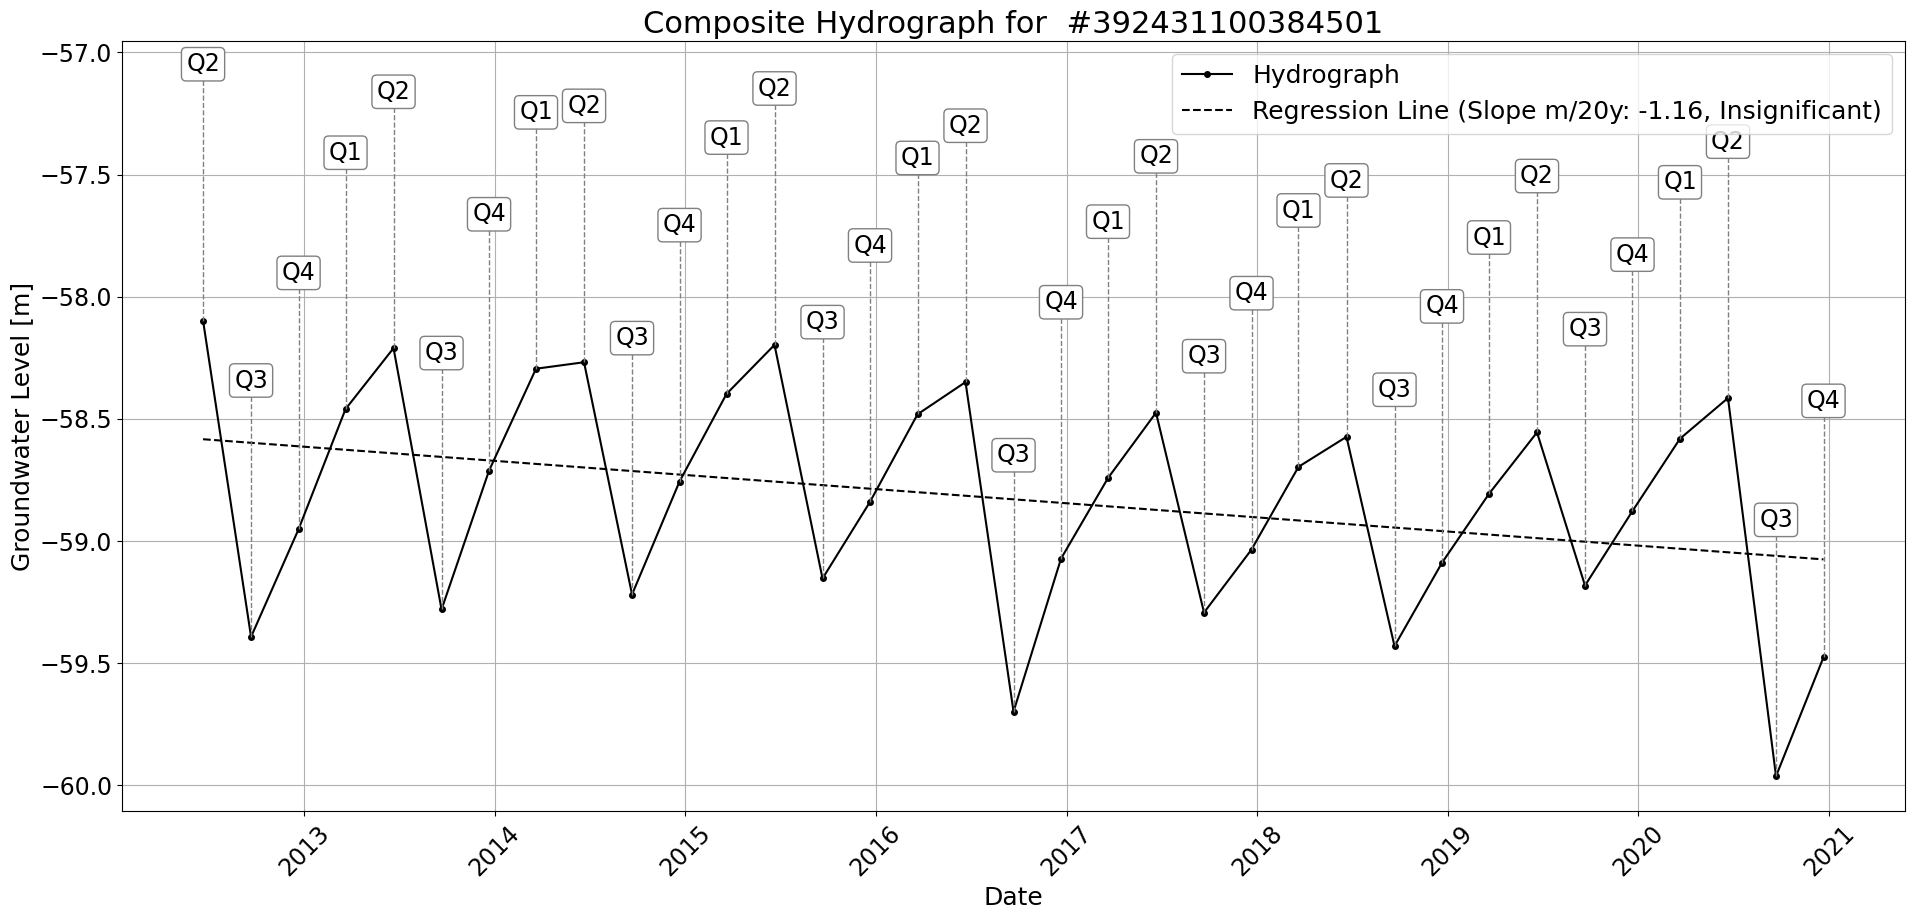 Composite Hydrograph for  #392431100384501
Hydrograph
Regression Line (Slope m/20y: -1.16, Insignificant)
Groundwater Level [m]
−57.0
−57.5
−58.0
−58.5
−59.0
−59.5
−60.0
Q2
Q3
Q4
Q1
Q2
Q3
Q4
Q1
Q2
Q3
Q4
Q1
Q2
Q3
Q4
Q1
Q2
Q3
Q4
Q1
Q2
Q3
Q4
Q1
Q2
Q3
Q4
Q1
Q2
Q3
Q4
Q1
Q2
Q3
Q4
2013
2014
2015
2016
2017
2018
2019
2020
2021
Date